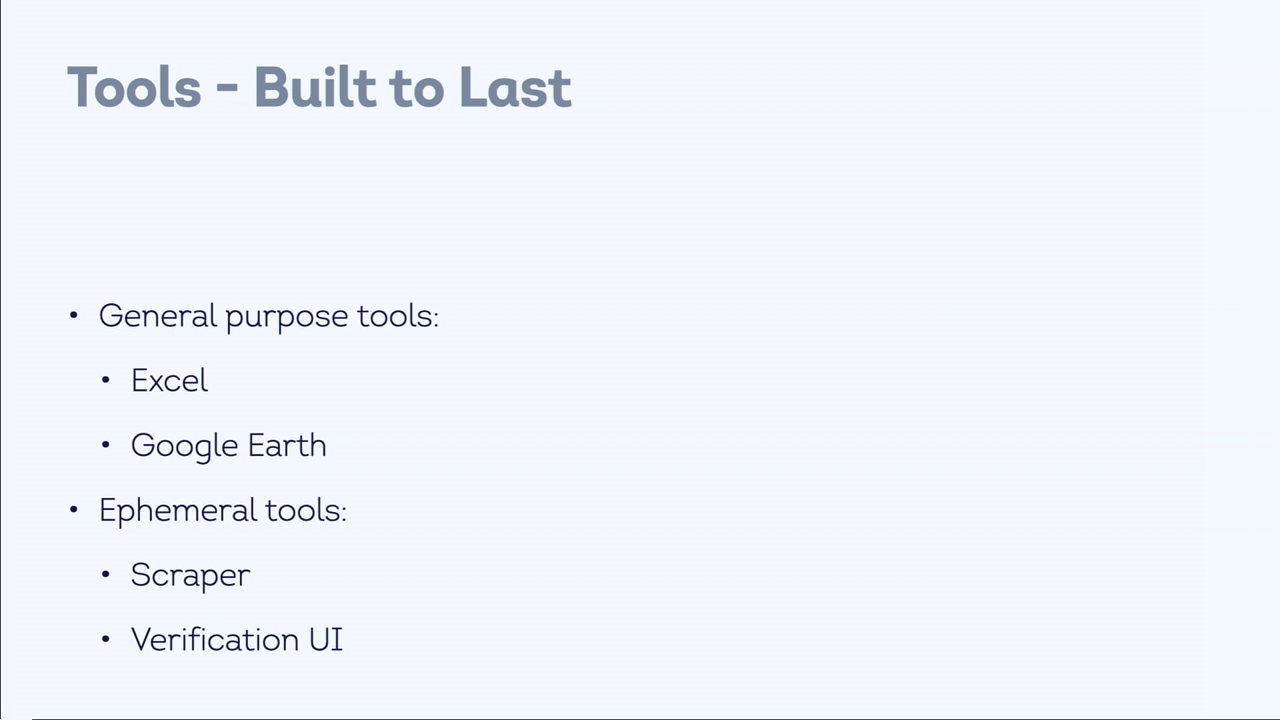 Tools - Built to Last
• General purpose tools:
• Excel
• Google Earth
• Ephemeral tools:
• Scraper
• Verification UI